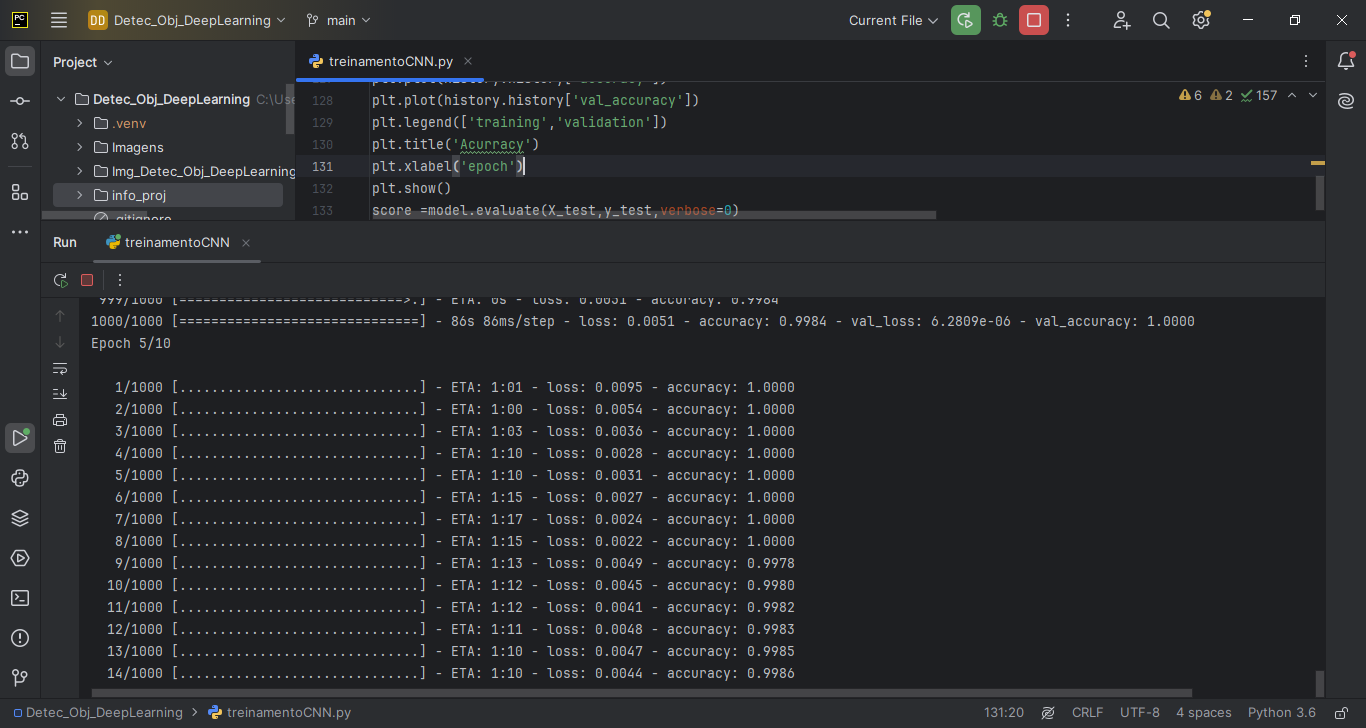 PC
DD Detec_Obj_DeepLearning
main
Current File
Project
treinamentoCNN.py
Detec_Obj_DeepLearning C:\Use
.venv
Imagens
Img_Detec_Obj_DeepLearning
info_proj
.gitignore
128 plt.plot(history.history['val_accuracy'])
129 plt.legend(['training','validation'])
130 plt.title('Acurracy')
131 plt.xlabel('epoch')
132 plt.show()
133 score =model.evaluate(X_test,y_test,verbose=0)
6 2 157
Run treinamentoCNN
999/1000 [============================>.] - ETA: 0s - loss: 0.0051 - accuracy: 0.9984
1000/1000 [==============================] - 86s 86ms/step - loss: 0.0051 - accuracy: 0.9984 - val_loss: 6.2809e-06 - val_accuracy: 1.0000
Epoch 5/10
1/1000 [..............................] - ETA: 1:01 - loss: 0.0095 - accuracy: 1.0000
2/1000 [..............................] - ETA: 1:00 - loss: 0.0054 - accuracy: 1.0000
3/1000 [..............................] - ETA: 1:03 - loss: 0.0036 - accuracy: 1.0000
4/1000 [..............................] - ETA: 1:10 - loss: 0.0028 - accuracy: 1.0000
5/1000 [..............................] - ETA: 1:10 - loss: 0.0031 - accuracy: 1.0000
6/1000 [..............................] - ETA: 1:15 - loss: 0.0027 - accuracy: 1.0000
7/1000 [..............................] - ETA: 1:17 - loss: 0.0024 - accuracy: 1.0000
8/1000 [..............................] - ETA: 1:15 - loss: 0.0022 - accuracy: 1.0000
9/1000 [..............................] - ETA: 1:13 - loss: 0.0049 - accuracy: 0.9978
10/1000 [..............................] - ETA: 1:12 - loss: 0.0045 - accuracy: 0.9980
11/1000 [..............................] - ETA: 1:12 - loss: 0.0041 - accuracy: 0.9982
12/1000 [..............................] - ETA: 1:11 - loss: 0.0048 - accuracy: 0.9983
13/1000 [..............................] - ETA: 1:10 - loss: 0.0047 - accuracy: 0.9985
14/1000 [..............................] - ETA: 1:10 - loss: 0.0044 - accuracy: 0.9986
Detec_Obj_DeepLearning > treinamentoCNN.py
131:20 CRLF UTF-8 4 spaces Python 3.6